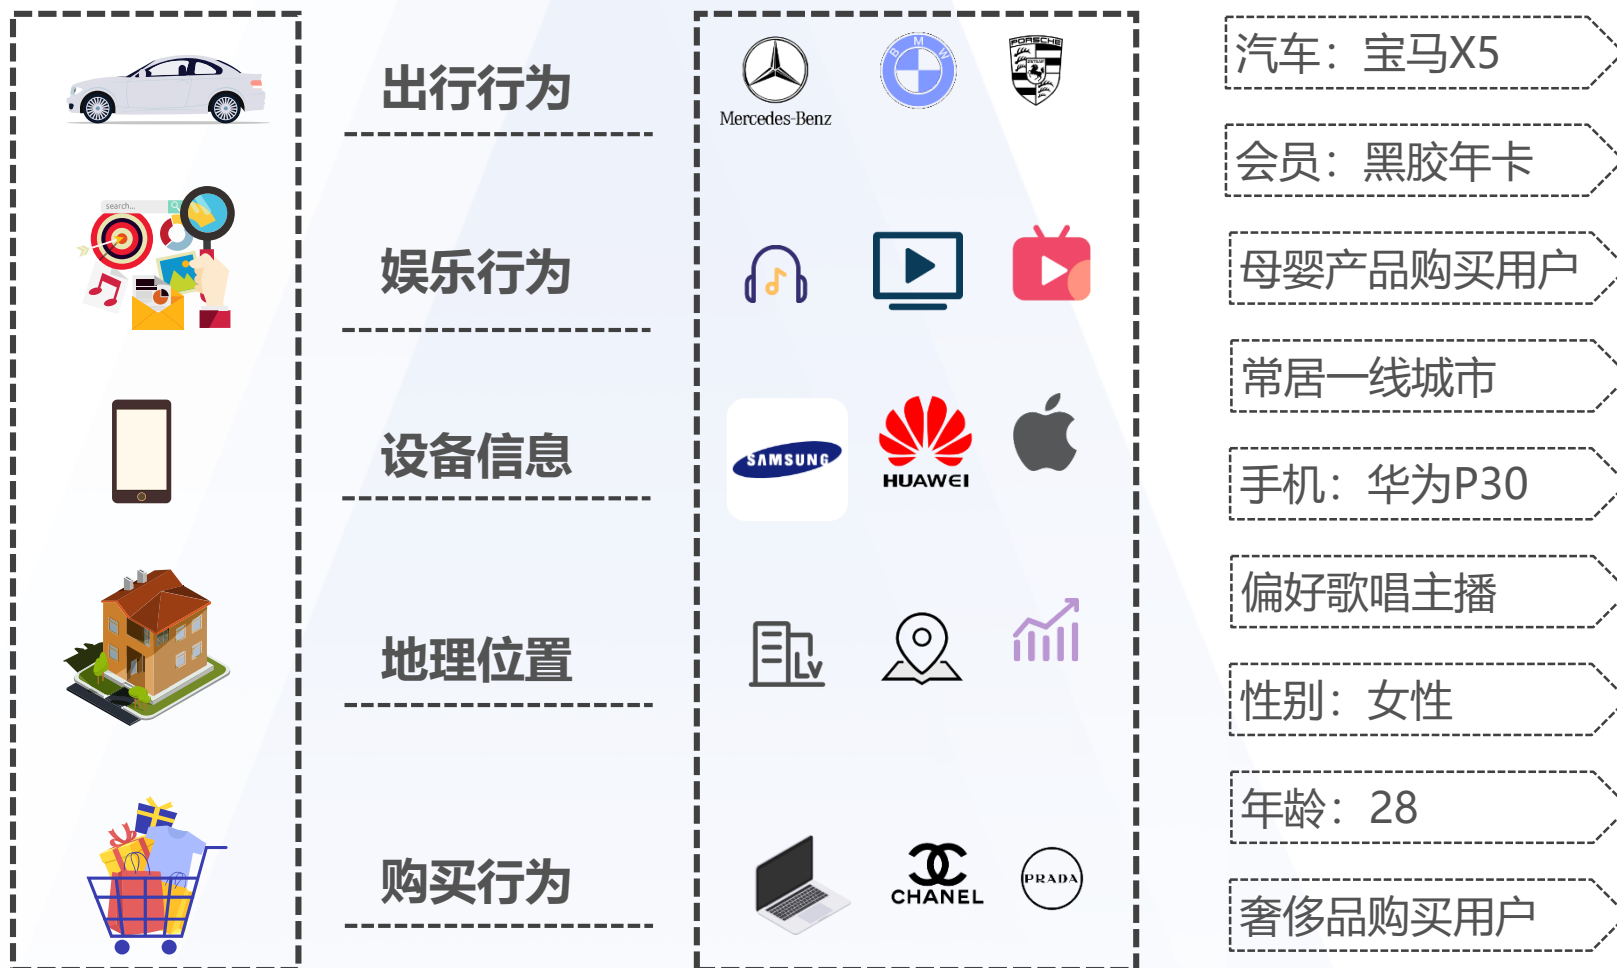 出行行为
Mercedes-Benz
BMW
PORSCHE
汽车：宝马X5
会员：黑胶年卡
search...
娱乐行为
母婴产品购买用户
常居一线城市
设备信息
SAMSUNG
HUAWEI
手机：华为P30
偏好歌唱主播
地理位置
Lv
性别：女性
年龄：28
购买行为
CHANEL
PRADA
奢侈品购买用户